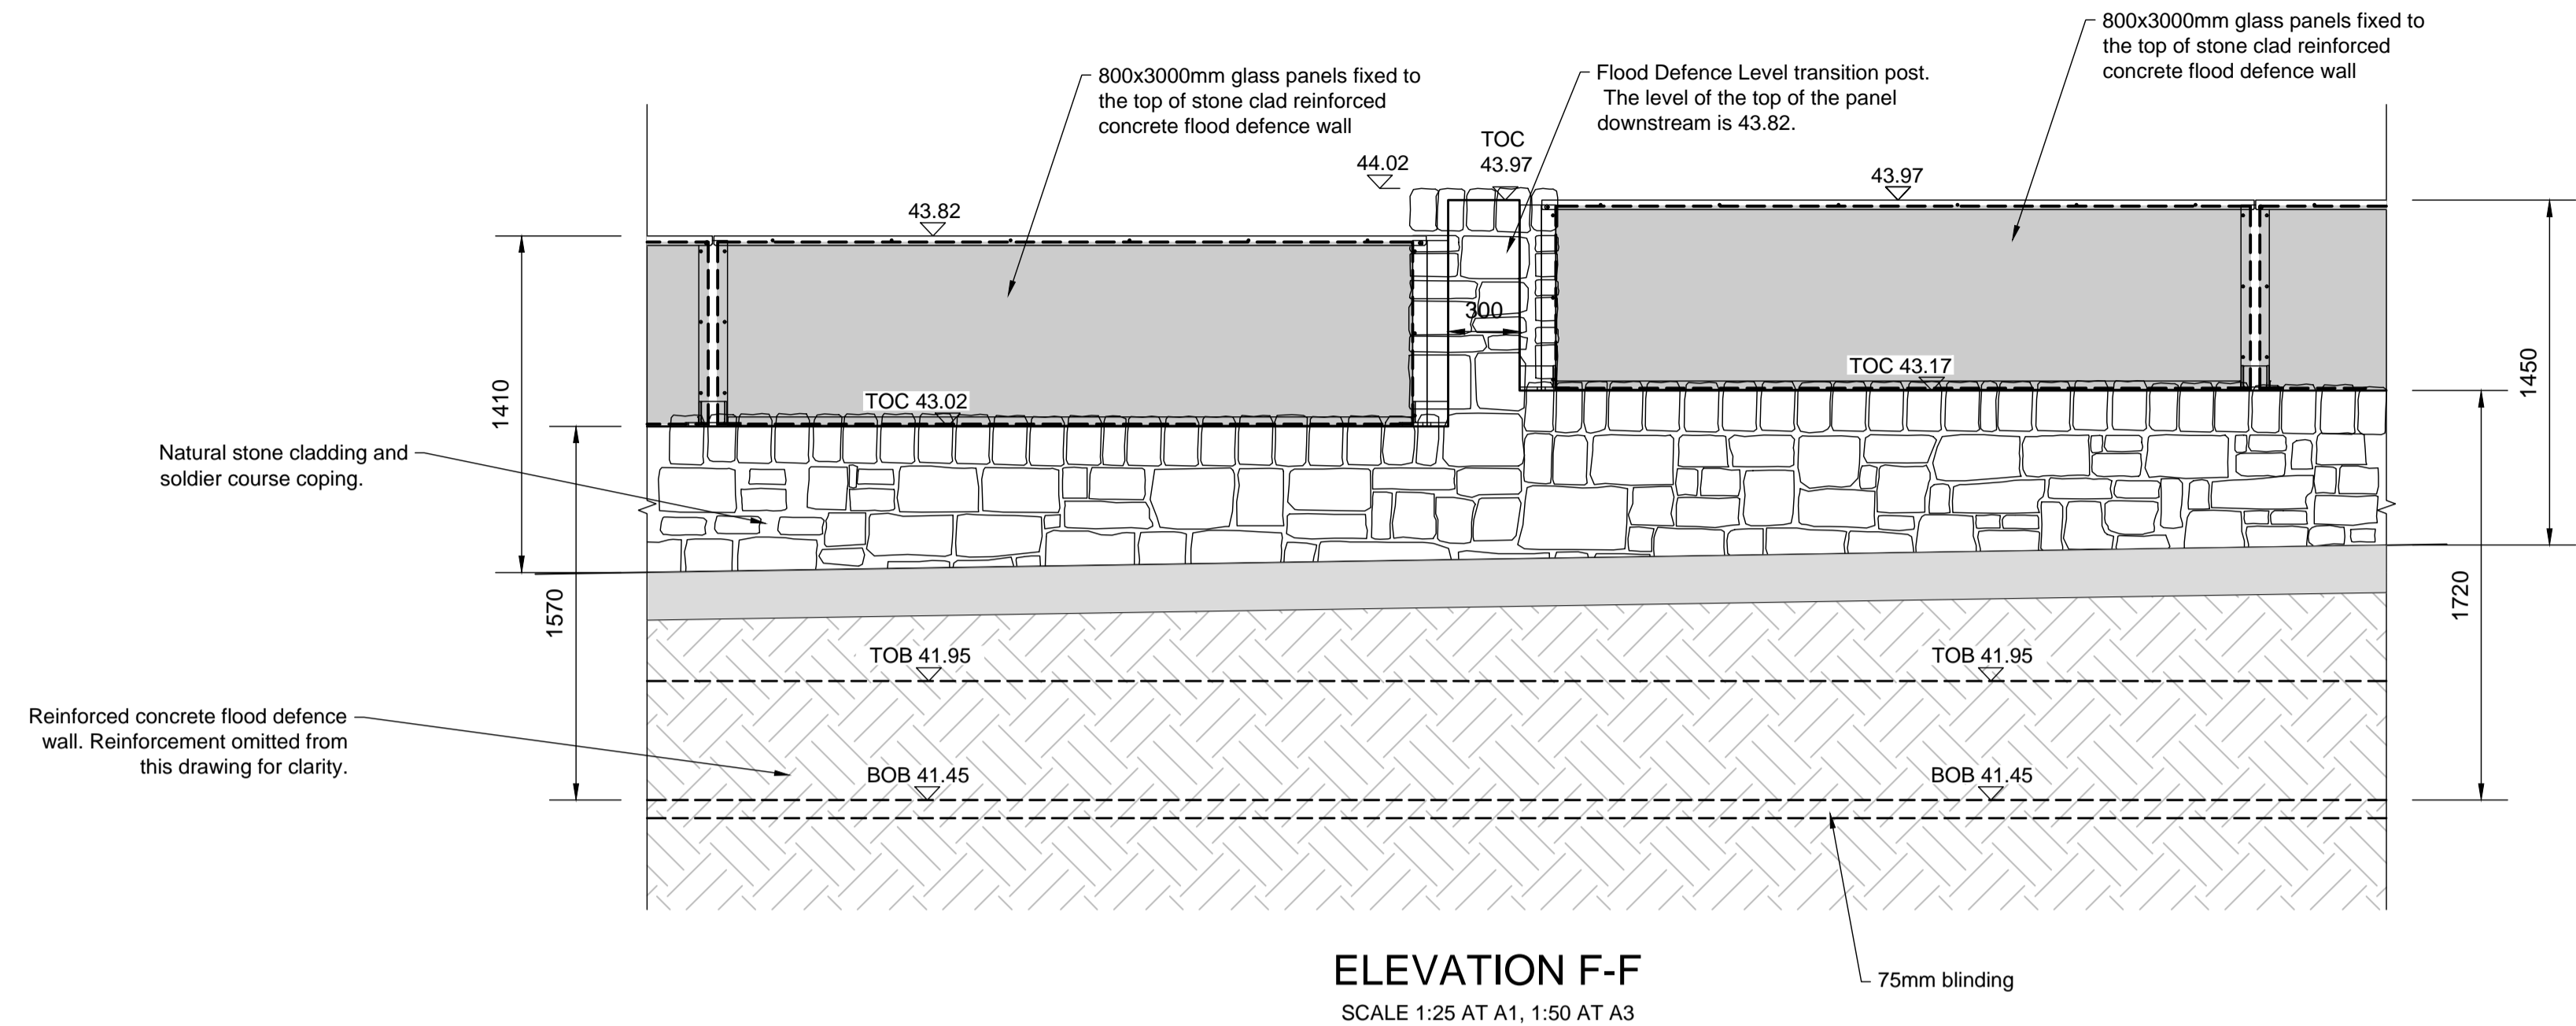 800x3000mm glass panels fixed to
the top of stone clad reinforced
concrete flood defence wall
800x3000mm glass panels fixed to
the top of stone clad reinforced
concrete flood defence wall
Flood Defence Level transition post.
The level of the top of the panel
downstream is 43.82.
TOC
43.97
44.02
43.97
43.82
300
TOC 43.17
TOC 43.02
1410
1450
Natural stone cladding and
soldier course coping.
1570
1720
TOB 41.95
TOB 41.95
Reinforced concrete flood defence
wall. Reinforcement omitted from
this drawing for clarity.
BOB 41.45
BOB 41.45
75mm blinding
ELEVATION F-F
SCALE 1:25 AT A1, 1:50 AT A3